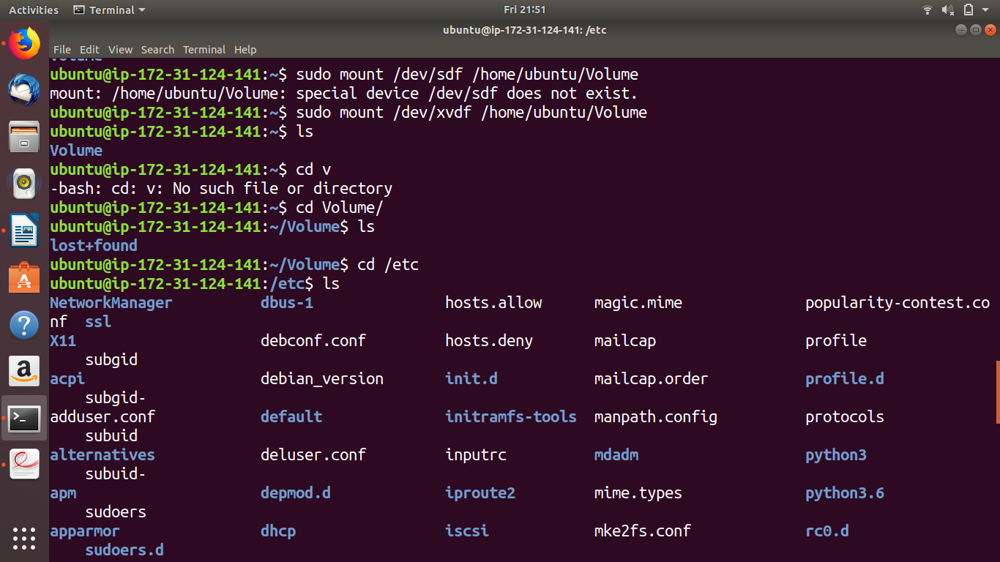 Activities Terminal Fri 21:51
ubuntu@ip-172-31-124-141: /etc
File Edit View Search Terminal Help
Volume
ubuntu@ip-172-31-124-141:~$ sudo mount /dev/sdf /home/ubuntu/Volume
mount: /home/ubuntu/Volume: special device /dev/sdf does not exist.
ubuntu@ip-172-31-124-141:~$ sudo mount /dev/xvdf /home/ubuntu/Volume
ubuntu@ip-172-31-124-141:~$ ls
Volume
ubuntu@ip-172-31-124-141:~$ cd v
-bash: cd: v: No such file or directory
ubuntu@ip-172-31-124-141:~$ cd Volume/
ubuntu@ip-172-31-124-141:~/Volume$ ls
lost+found
ubuntu@ip-172-31-124-141:~/Volume$ cd /etc
ubuntu@ip-172-31-124-141:/etc$ ls
NetworkManager dbus-1 hosts.allow magic.mime popularity-contest.co
nf ssl
X11 debconf.conf hosts.deny mailcap profile
subgid
acpi debian_version init.d mailcap.order profile.d
subgid-
adduser.conf default initramfs-tools manpath.config protocols
subuid
alternatives deluser.conf inputrc mdadm python3
subuid-
apm depmod.d iproute2 mime.types python3.6
sudoers
apparmor dhcp iscsi mke2fs.conf rc0.d
sudoers.d